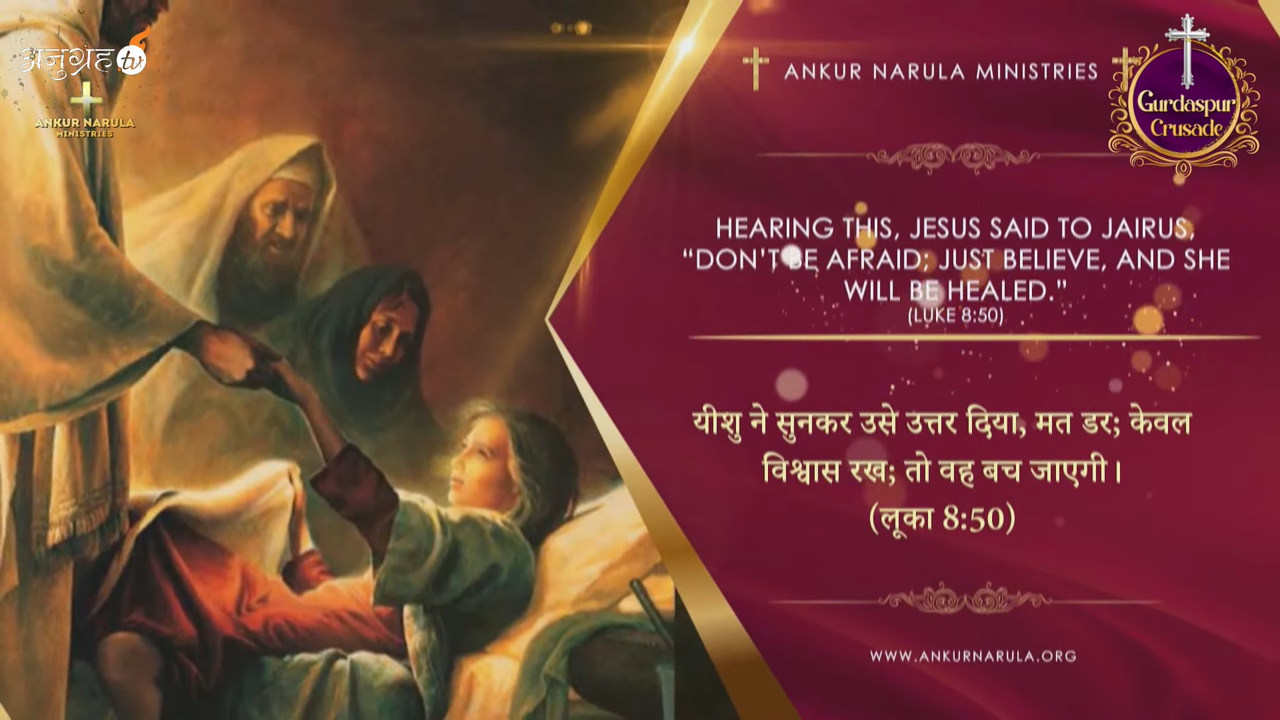 अनुग्रह tv
ANKUR NARULA
MINISTRIES
ANKUR NARULA MINISTRIES
Gurdaspur
Crusade
HEARING THIS, JESUS SAID TO JAIRUS,
“DON’T BE AFRAID; JUST BELIEVE, AND SHE
WILL BE HEALED.”
(LUKE 8:50)
यीशु ने सुनकर उसे उत्तर दिया, मत डर; केवल
विश्वास रख; तो वह बच जाएगी।
(लूका 8:50)
WWW.ANKURNARULA.ORG